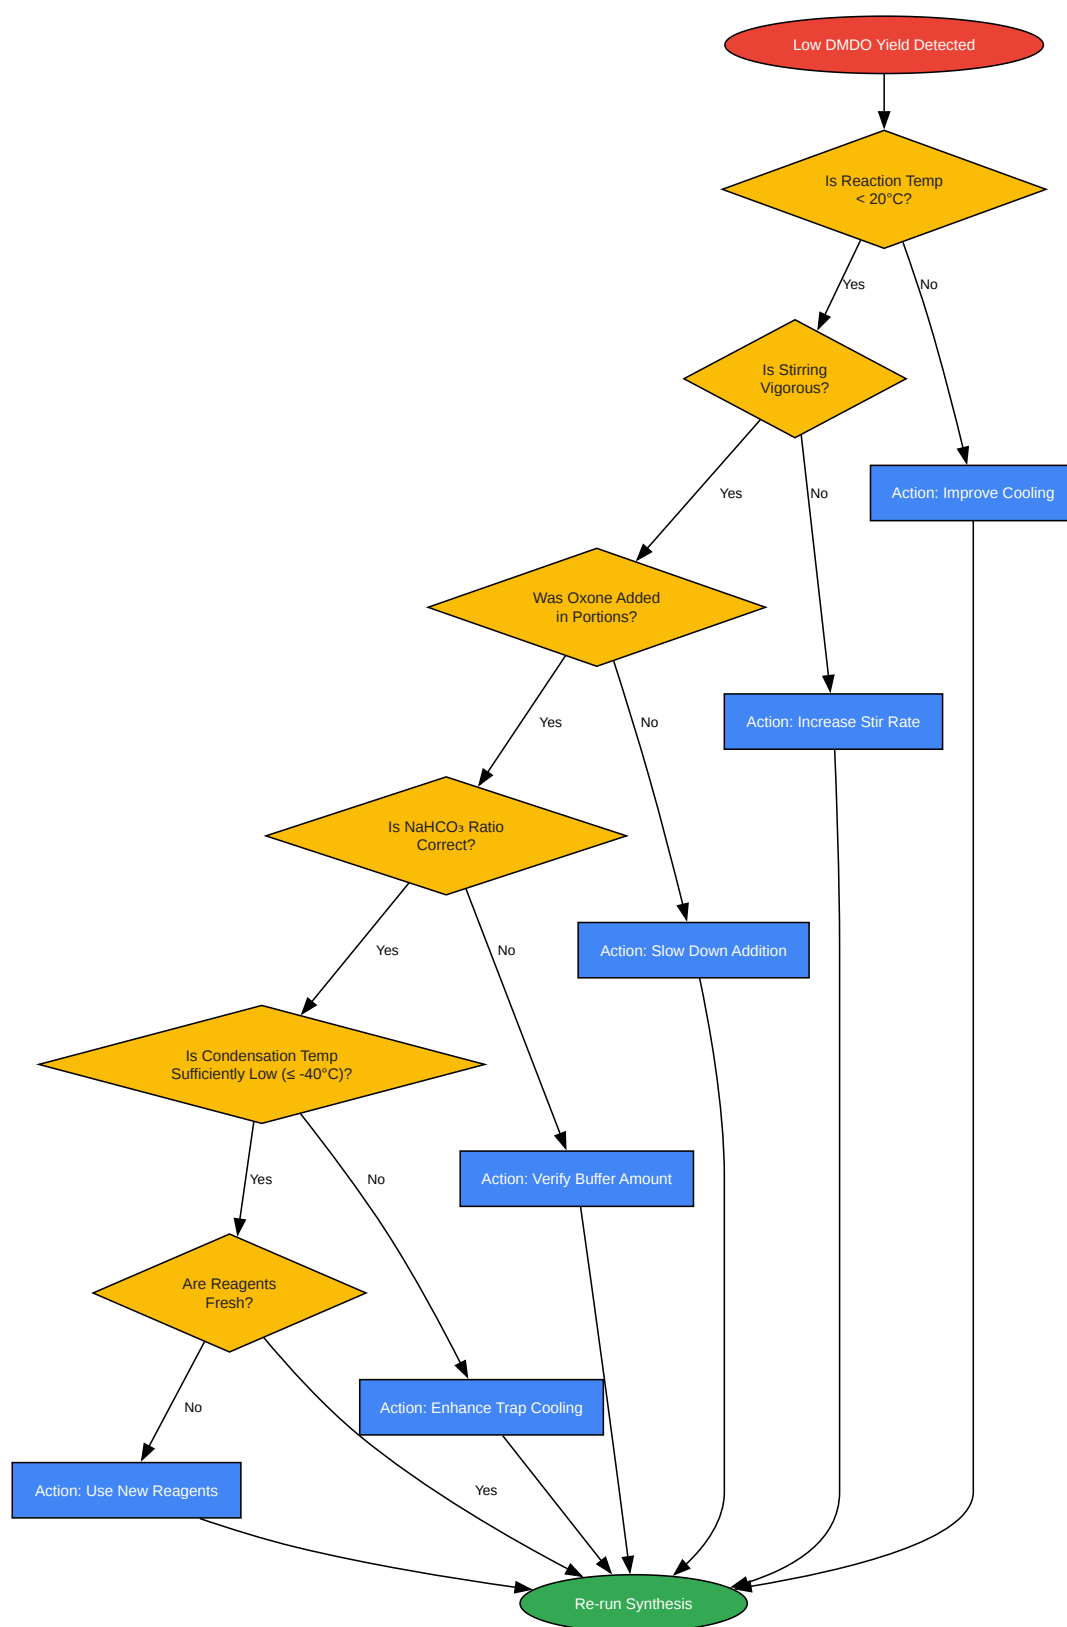 Low DMDO Yield Detected
Is Reaction Temp
< 20°C?
Yes
No
Is Stirring
Vigorous?
Yes
No
Action: Improve Cooling
Was Oxone Added
in Portions?
Yes
No
Action: Increase Stir Rate
Is NaHCO₃ Ratio
Correct?
Yes
No
Action: Slow Down Addition
Is Condensation Temp
Sufficiently Low (≤ -40°C)?
Yes
No
Action: Verify Buffer Amount
Are Reagents
Fresh?
No
Action: Enhance Trap Cooling
Action: Use New Reagents
Yes
Re-run Synthesis